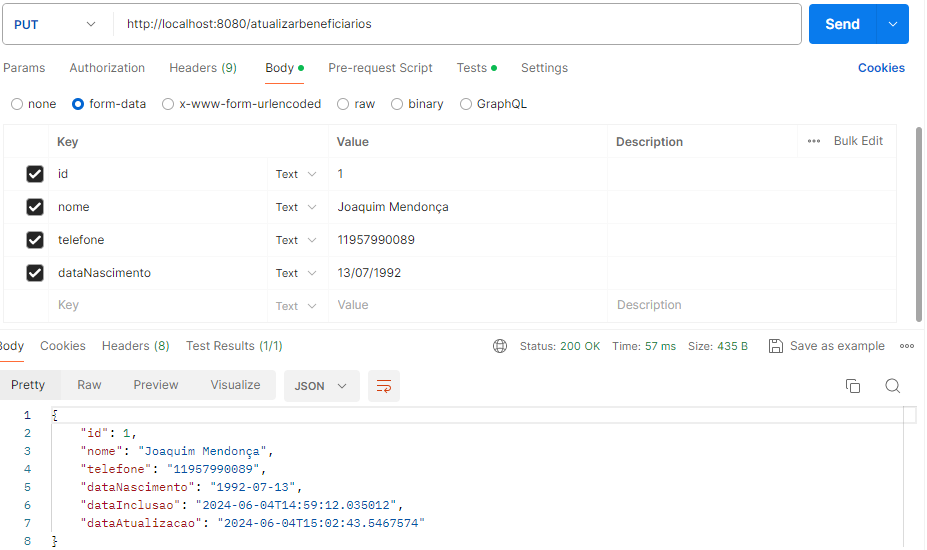 PUT http://localhost:8080/atualizarbeneficiarios Send
Params Authorization Headers (9) Body Pre-request Script Tests Settings Cookies
none form-data x-www-form-urlencoded raw binary GraphQL
Key Value Description ••• Bulk Edit
id Text 1
nome Text Joaquim Mendonça
telefone Text 11957990089
dataNascimento Text 13/07/1992
Key Text Value Description
Body Cookies Headers (8) Test Results (1/1) Status: 200 OK Time: 57 ms Size: 435 B Save as example
Pretty Raw Preview Visualize JSON
1 {
2 "id": 1,
3 "nome": "Joaquim Mendonça",
4 "telefone": "11957990089",
5 "dataNascimento": "1992-07-13",
6 "dataInclusao": "2024-06-04T14:59:12.035012",
7 "dataAtualizacao": "2024-06-04T15:02:43.5467574"
8 }